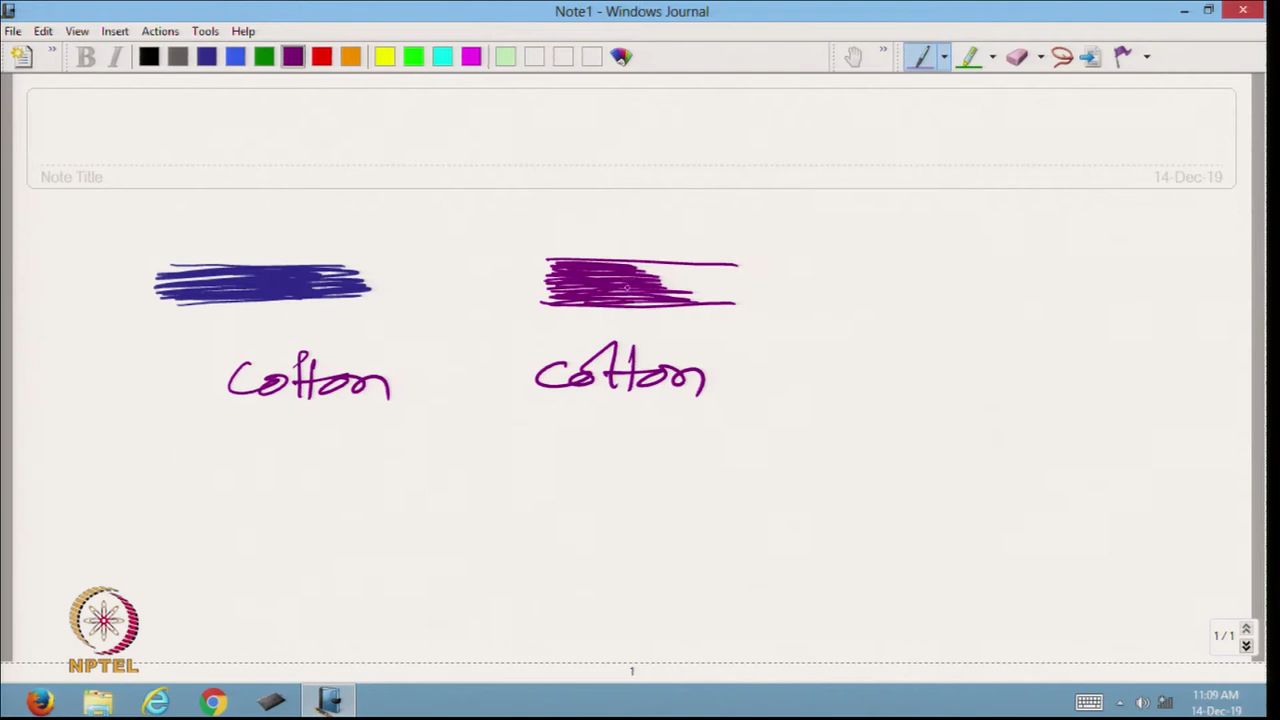 Note1 - Windows Journal
File Edit View Insert Actions Tools Help
B I
Note Title
14-Dec-19
Cotton
Cotton
NPTEL
1 / 1
1
11:09 AM
14-Dec-19